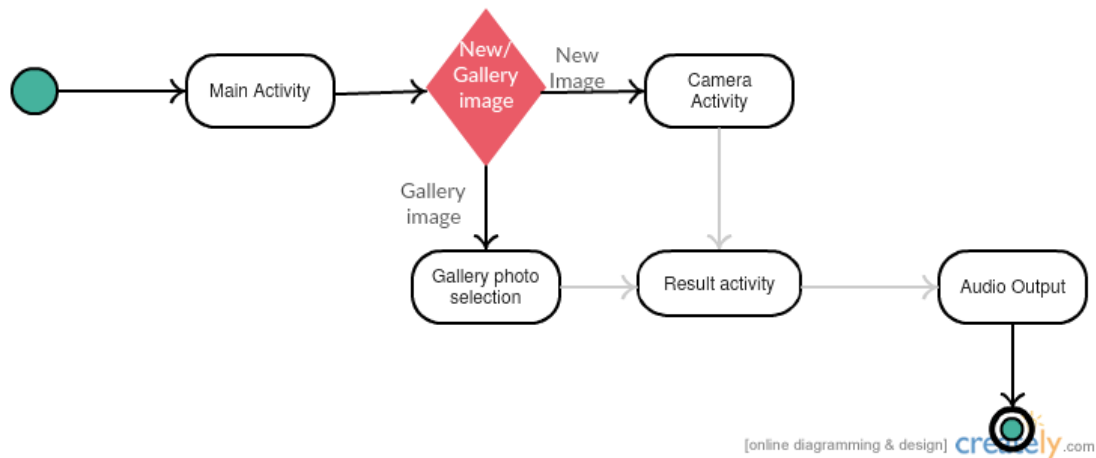 Main Activity
New/
Gallery
image
New
Image
Camera
Activity
Gallery
image
Gallery photo
selection
Result activity
Audio Output
[online diagramming & design] creately.com